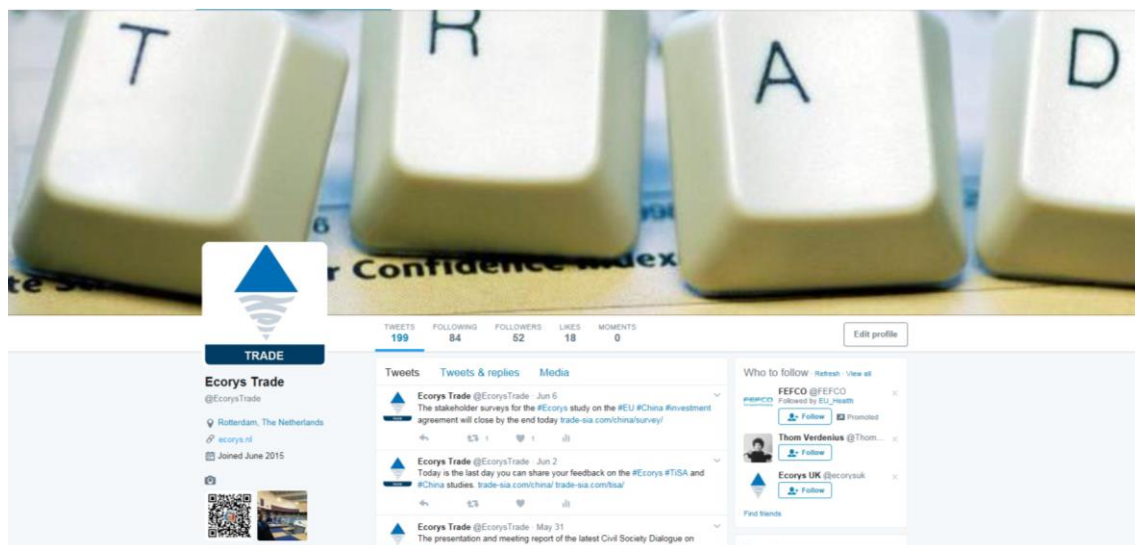 T R A D
6
998
te S r Confidence Index
TRADE
TWEETS FOLLOWING FOLLOWERS LIKES MOMENTS
199 84 52 18 0
Edit profile
Ecorys Trade
@EcorysTrade
Rotterdam, The Netherlands
ecorys.nl
Joined June 2015
Tweets Tweets & replies Media
Ecorys Trade @EcorysTrade · Jun 6
The stakeholder surveys for the #Ecorys study on the #EU #China #investment
agreement will close by the end today trade-sia.com/china/survey/
1 1
Ecorys Trade @EcorysTrade · Jun 2
Today is the last day you can share your feedback on the #Ecorys #TiSA and
#China studies. trade-sia.com/china/ trade-sia.com/tisa/
Ecorys Trade @EcorysTrade · May 31
The presentation and meeting report of the latest Civil Society Dialogue on
Who to follow · Refresh · View all
FEFCO
FEFCO @FEFCO
Followed by EU_Health
Follow Promoted
Thom Verdenius @Thom...
Follow
Ecorys UK @ecorysuk
Follow
Find friends